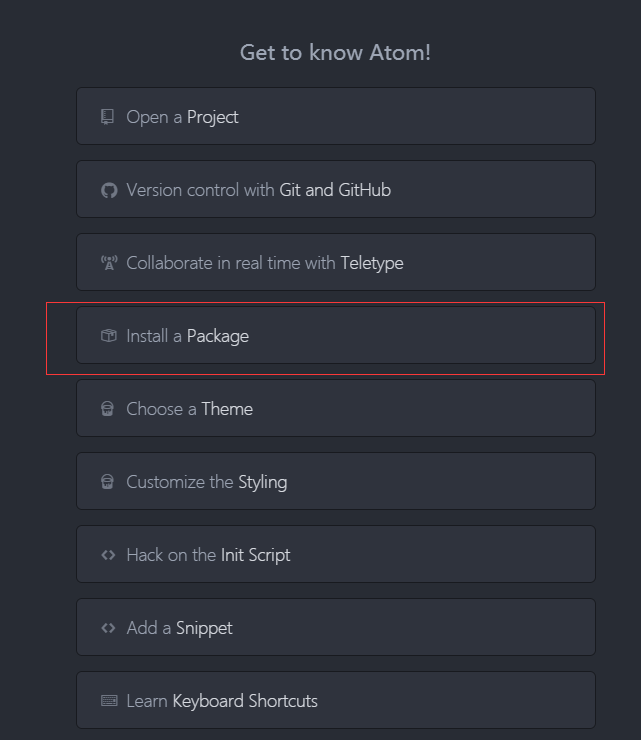 Get to know Atom!
Open a Project
Version control with Git and GitHub
Collaborate in real time with Teletype
Install a Package
Choose a Theme
Customize the Styling
Hack on the Init Script
Add a Snippet
Learn Keyboard Shortcuts